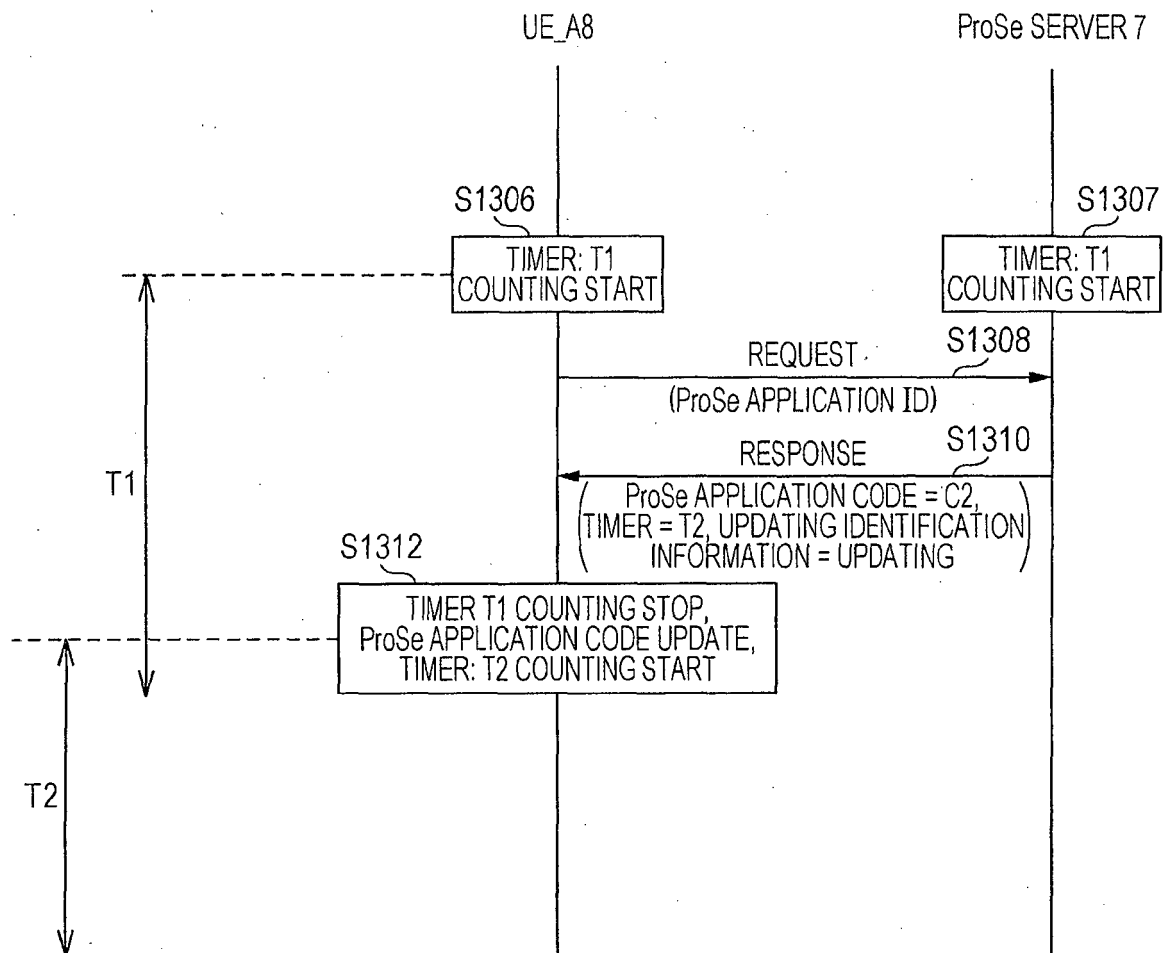 UE_A8
ProSe SERVER 7
S1306
S1307
TIMER: T1
COUNTING START
TIMER: T1
COUNTING START
S1308
REQUEST
(ProSe APPLICATION ID)
S1310
RESPONSE
(ProSe APPLICATION CODE = C2,
TIMER = T2, UPDATING IDENTIFICATION
INFORMATION = UPDATING)
T1
S1312
TIMER T1 COUNTING STOP,
ProSe APPLICATION CODE UPDATE,
TIMER: T2 COUNTING START
T2